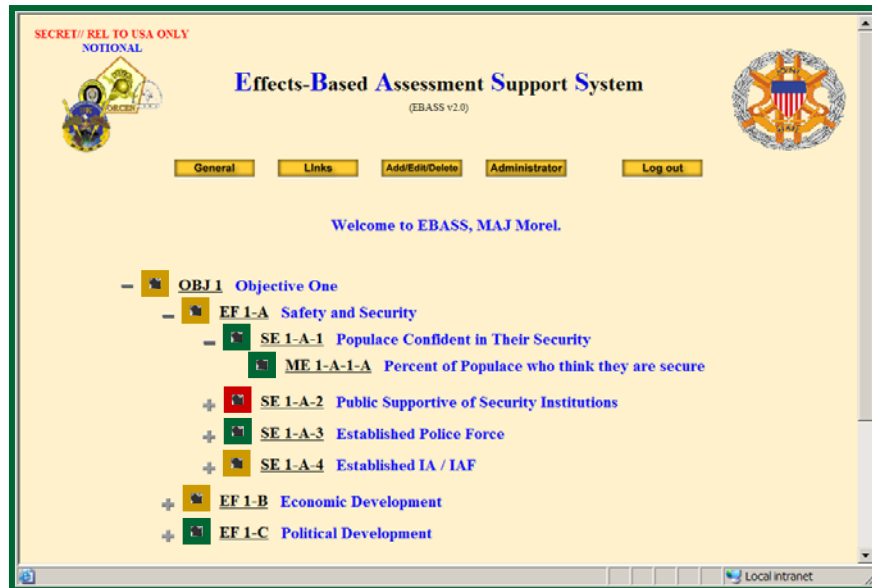 SECRET// REL TO USA ONLY
NOTIONAL
Effects-Based Assessment Support System
(EBASS v2.0)
General Links Add/Edit/Delete Administrator Log out
Welcome to EBASS, MAJ Morel.
OBJ 1 Objective One
EF 1-A Safety and Security
SE 1-A-1 Populace Confident in Their Security
ME 1-A-1-A Percent of Populace who think they are secure
SE 1-A-2 Public Supportive of Security Institutions
SE 1-A-3 Established Police Force
SE 1-A-4 Established IA / IAF
EF 1-B Economic Development
EF 1-C Political Development
Local intranet